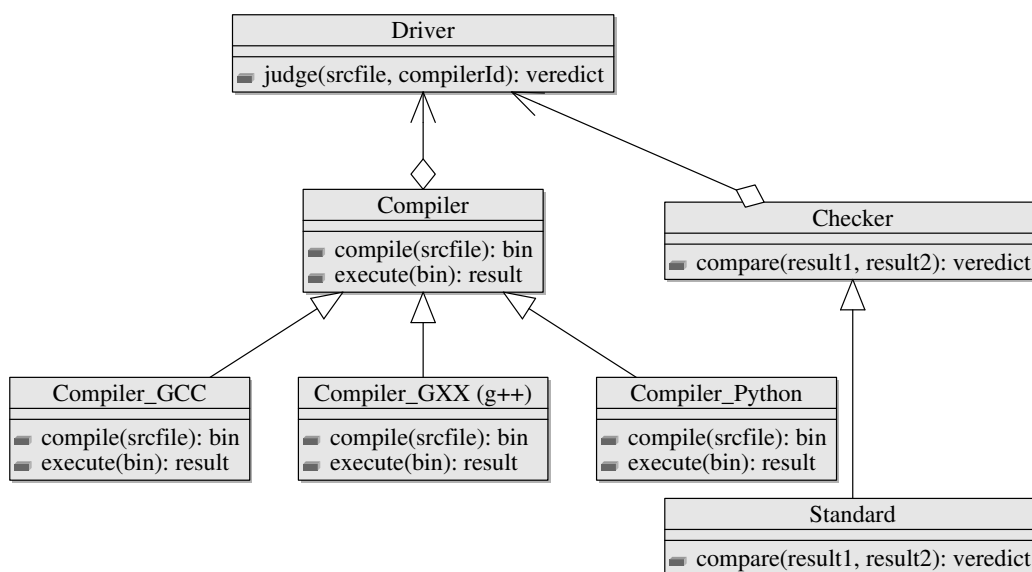 Driver
judge(srcfile, compilerId): veredict
Compiler
compile(srcfile): bin
execute(bin): result
Checker
compare(result1, result2): veredict
Compiler_GCC
compile(srcfile): bin
execute(bin): result
Compiler_GXX (g++)
compile(srcfile): bin
execute(bin): result
Compiler_Python
compile(srcfile): bin
execute(bin): result
Standard
compare(result1, result2): veredict